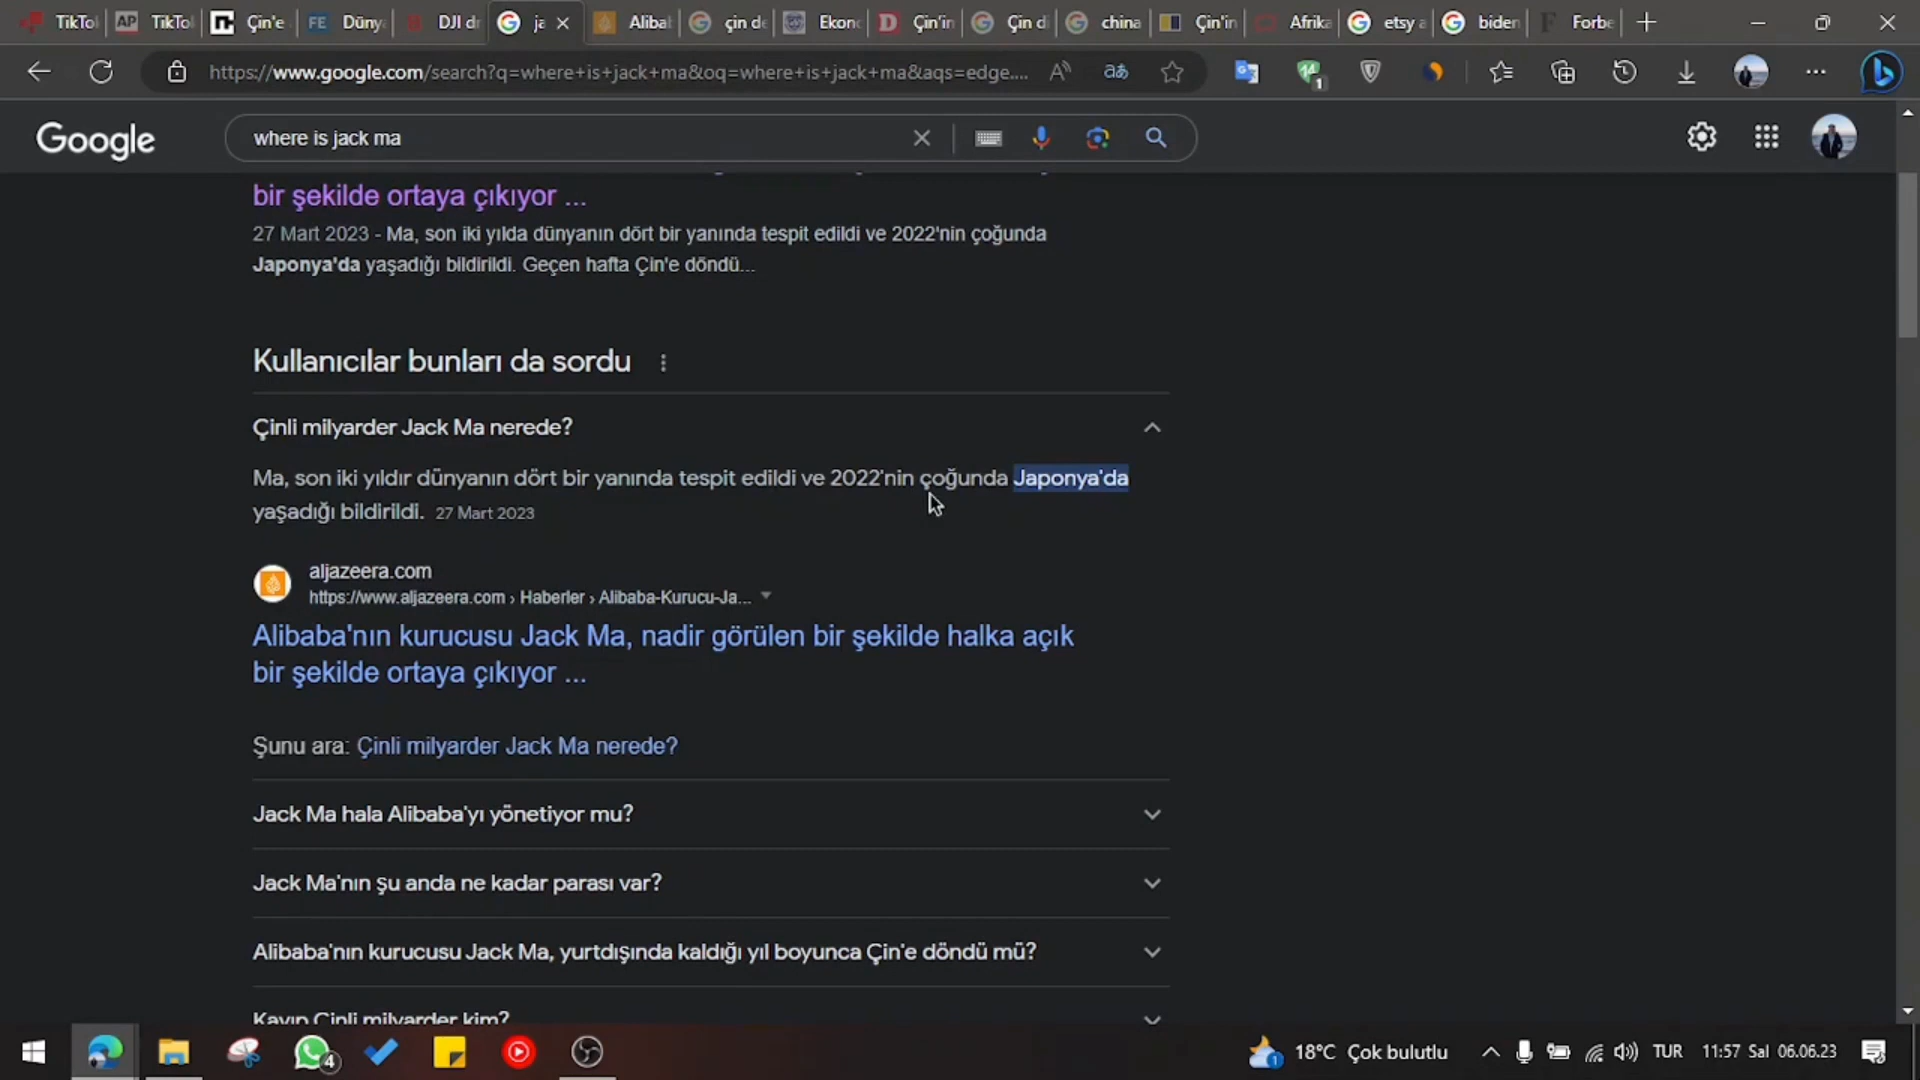 TikTo
TikTo
Çin'e
Düny
DJI dr
ja
Alibal
çin de
Ekon
Çin'in
Çin d
china
Çin'in
Afrika
etsy a
biden
Forbe
https://www.google.com/search?q=where+is+jack+ma&oq=where+is+jack+ma&aqs=edge....
Google
where is jack ma
bir şekilde ortaya çıkıyor ...
27 Mart 2023 - Ma, son iki yılda dünyanın dört bir yanında tespit edildi ve 2022'nin çoğunda
Japonya'da yaşadığı bildirildi. Geçen hafta Çin'e döndü...
Kullanıcılar bunları da sordu
Çinli milyarder Jack Ma nerede?
Ma, son iki yıldır dünyanın dört bir yanında tespit edildi ve 2022'nin çoğunda Japonya'da
yaşadığı bildirildi. 27 Mart 2023
aljazeera.com
https://www.aljazeera.com › Haberler › Alibaba-Kurucu-Ja...
Alibaba'nın kurucusu Jack Ma, nadir görülen bir şekilde halka açık
bir şekilde ortaya çıkıyor ...
Şunu ara: Çinli milyarder Jack Ma nerede?
Jack Ma hala Alibaba'yı yönetiyor mu?
Jack Ma'nın şu anda ne kadar parası var?
Alibaba'nın kurucusu Jack Ma, yurtdışında kaldığı yıl boyunca Çin'e döndü mü?
Kayıp Çinli milyarder kim?
18°C Çok bulutlu
TUR
11:57 Sal 06.06.23